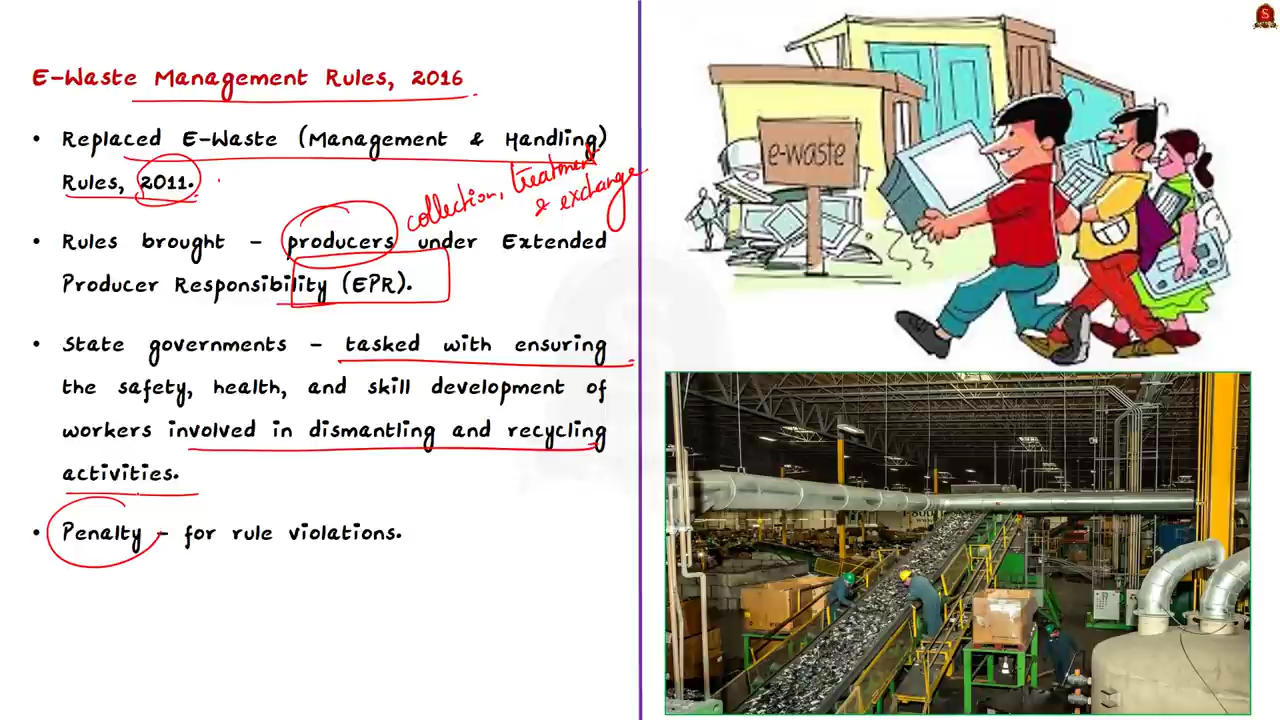 E-Waste Management Rules, 2016
• Replaced E-Waste (Management & Handling)
Rules, 2011.
collection, treatment
& exchange
• Rules brought – producers under Extended
Producer Responsibility (EPR).
• State governments – tasked with ensuring
the safety, health, and skill development of
workers involved in dismantling and recycling
activities.
• Penalty – for rule violations.
e-waste
S